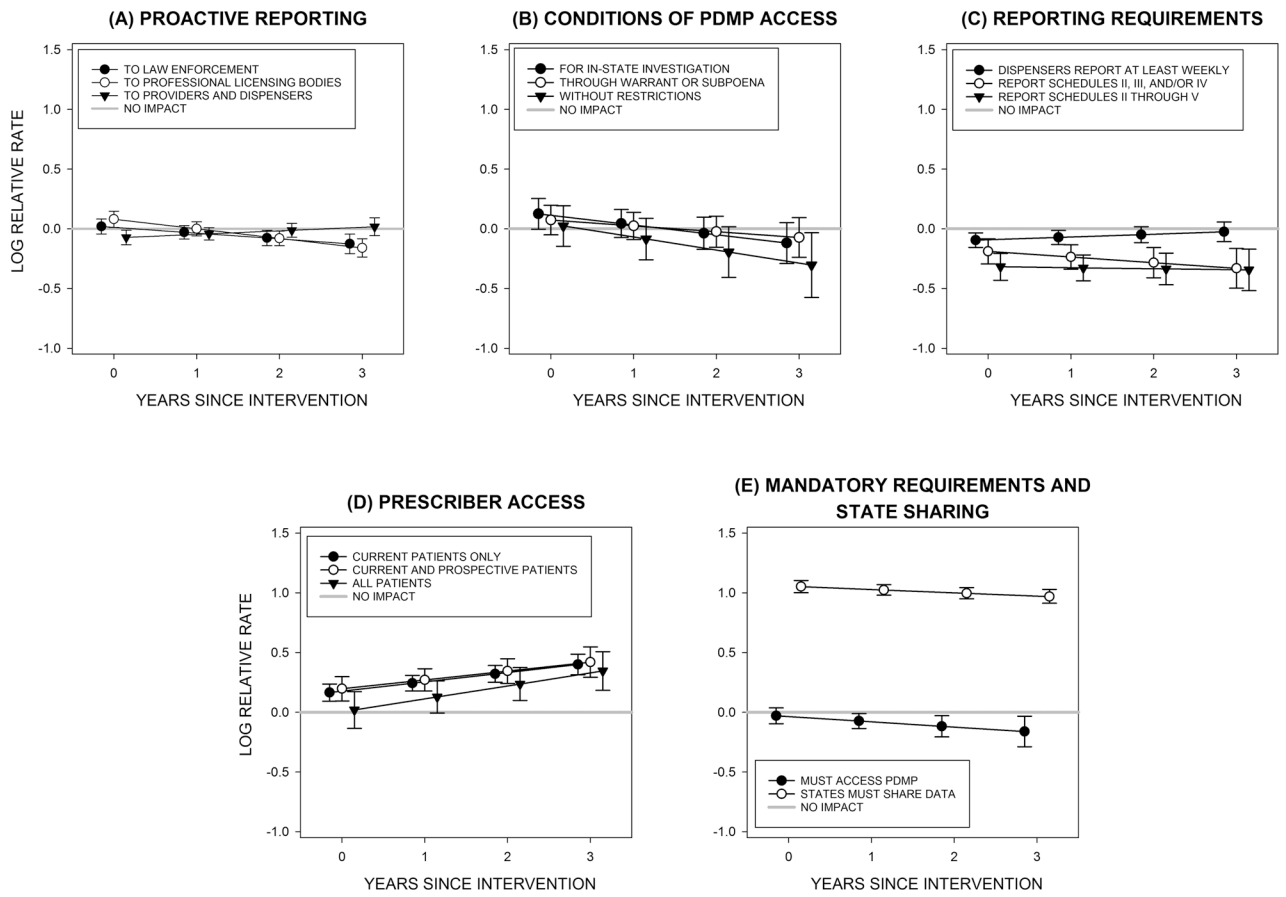 (A) PROACTIVE REPORTING
LOG RELATIVE RATE
1.5
1.0
0.5
0.0
-0.5
-1.0
TO LAW ENFORCEMENT
TO PROFESSIONAL LICENSING BODIES
TO PROVIDERS AND DISPENSERS
NO IMPACT
0 1 2 3
YEARS SINCE INTERVENTION
(B) CONDITIONS OF PDMP ACCESS
1.5
1.0
0.5
0.0
-0.5
-1.0
FOR IN-STATE INVESTIGATION
THROUGH WARRANT OR SUBPOENA
WITHOUT RESTRICTIONS
NO IMPACT
0 1 2 3
YEARS SINCE INTERVENTION
(C) REPORTING REQUIREMENTS
1.5
1.0
0.5
0.0
-0.5
-1.0
DISPENSERS REPORT AT LEAST WEEKLY
REPORT SCHEDULES II, III, AND/OR IV
REPORT SCHEDULES II THROUGH V
NO IMPACT
0 1 2 3
YEARS SINCE INTERVENTION
(D) PRESCRIBER ACCESS
LOG RELATIVE RATE
1.5
1.0
0.5
0.0
-0.5
-1.0
CURRENT PATIENTS ONLY
CURRENT AND PROSPECTIVE PATIENTS
ALL PATIENTS
NO IMPACT
0 1 2 3
YEARS SINCE INTERVENTION
(E) MANDATORY REQUIREMENTS AND
STATE SHARING
1.5
1.0
0.5
0.0
-0.5
-1.0
MUST ACCESS PDMP
STATES MUST SHARE DATA
NO IMPACT
0 1 2 3
YEARS SINCE INTERVENTION